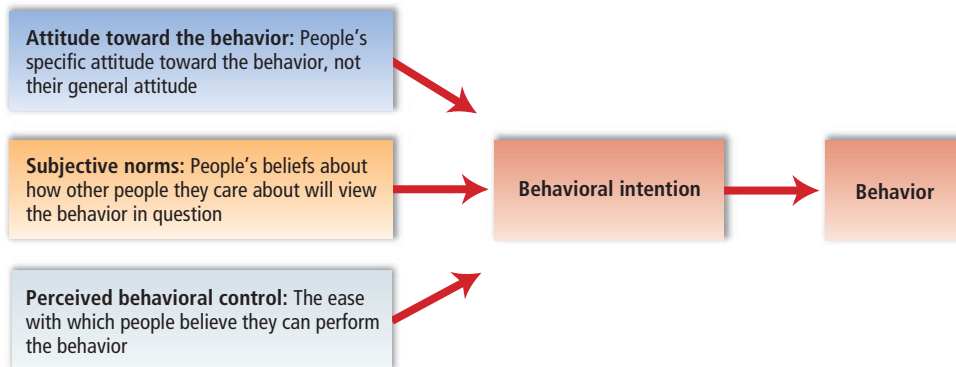 Attitude toward the behavior: People’s
specific attitude toward the behavior, not
their general attitude
Subjective norms: People’s beliefs about
how other people they care about will view
the behavior in question
Perceived behavioral control: The ease
with which people believe they can perform
the behavior
Behavioral intention
Behavior